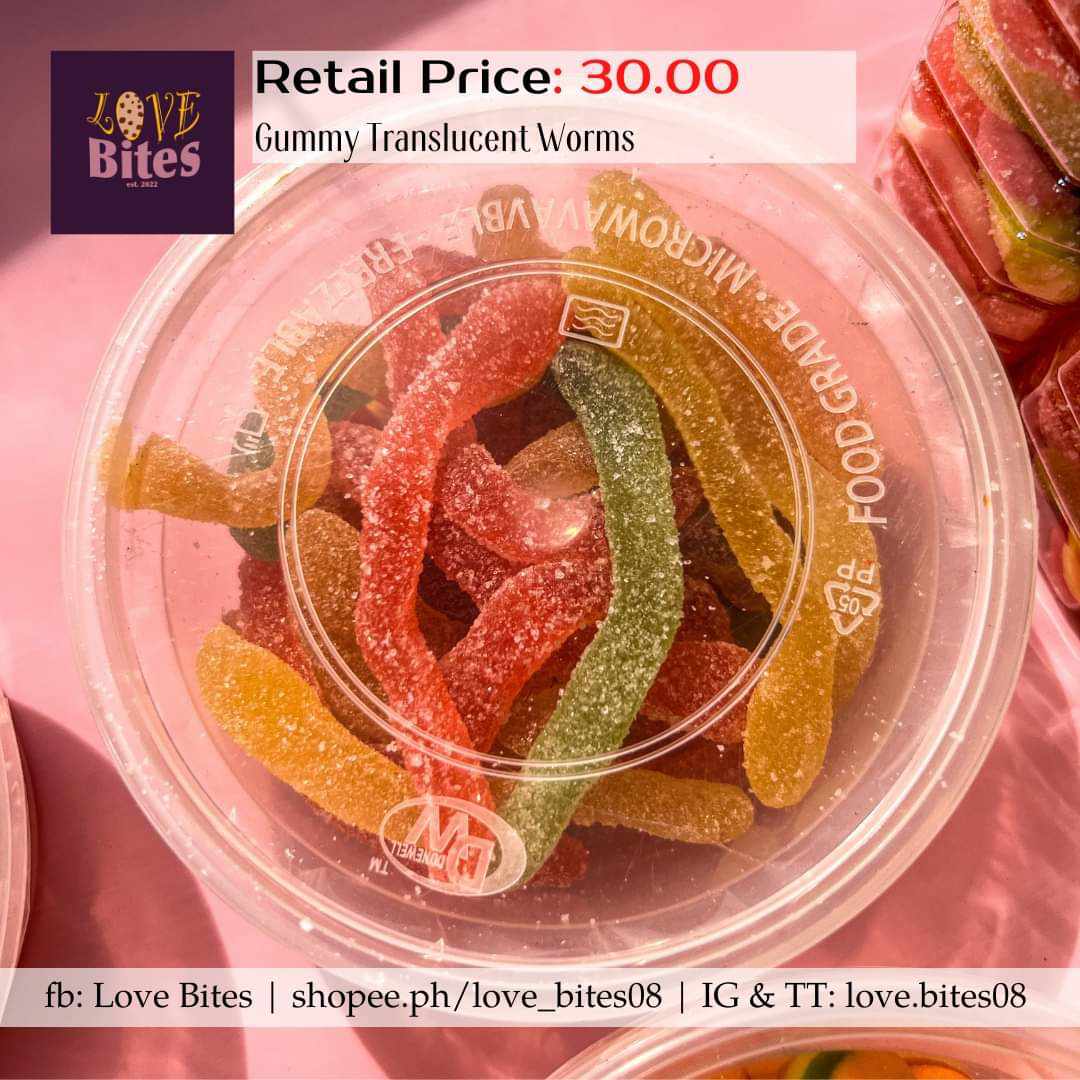 LOVE
BiteS
est. 2022
Retail Price: 30.00
Gummy Translucent Worms
FREEZABLE • MICROWAVABLE • FOOD GRADE
05
PP
DW
DONEWELL
TM
fb: Love Bites | shopee.ph/love_bites08 | IG & TT: love.bites08